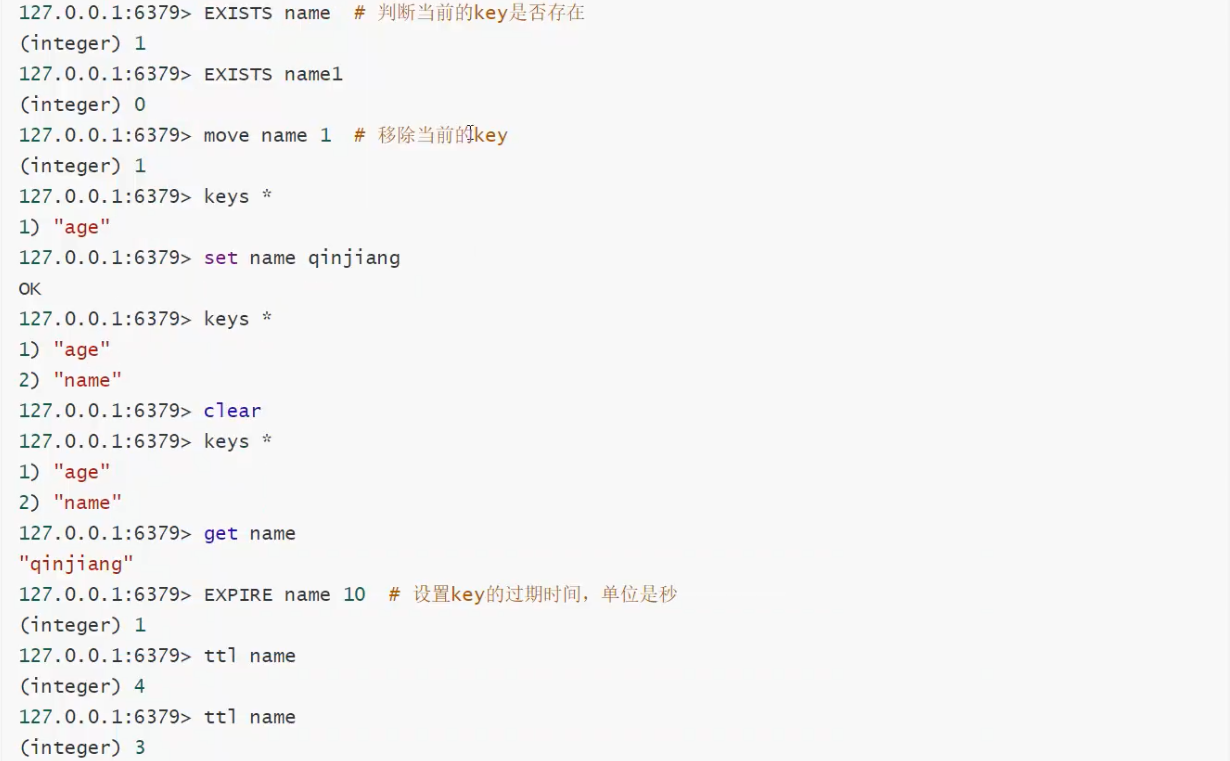 127.0.0.1:6379> EXISTS name  # 判断当前的key是否存在
(integer) 1
127.0.0.1:6379> EXISTS name1
(integer) 0
127.0.0.1:6379> move name 1  # 移除当前的key
(integer) 1
127.0.0.1:6379> keys *
1) "age"
127.0.0.1:6379> set name qinjiang
OK
127.0.0.1:6379> keys *
1) "age"
2) "name"
127.0.0.1:6379> clear
127.0.0.1:6379> keys *
1) "age"
2) "name"
127.0.0.1:6379> get name
"qinjiang"
127.0.0.1:6379> EXPIRE name 10  # 设置key的过期时间，单位是秒
(integer) 1
127.0.0.1:6379> ttl name
(integer) 4
127.0.0.1:6379> ttl name
(integer) 3